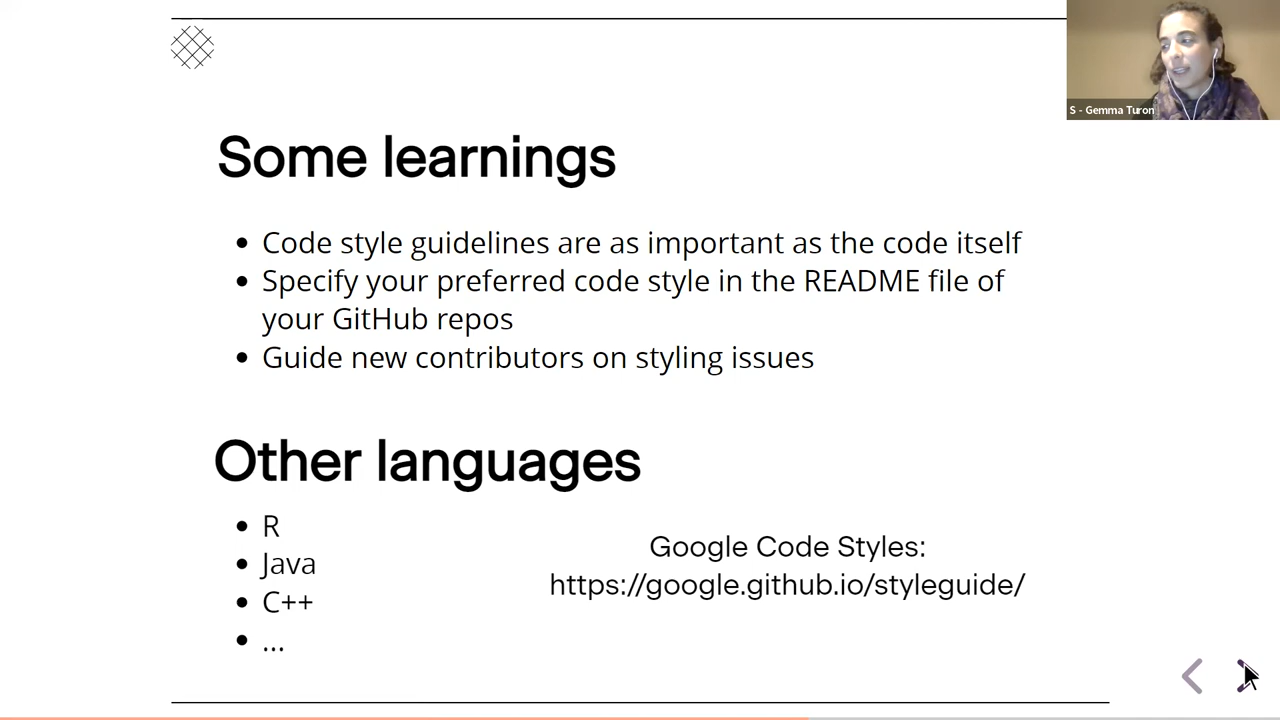 S - Gemma Turon
Some learnings
• Code style guidelines are as important as the code itself
• Specify your preferred code style in the README file of
your GitHub repos
• Guide new contributors on styling issues
Other languages
• R
• Java
• C++
• ...
Google Code Styles:
https://google.github.io/styleguide/